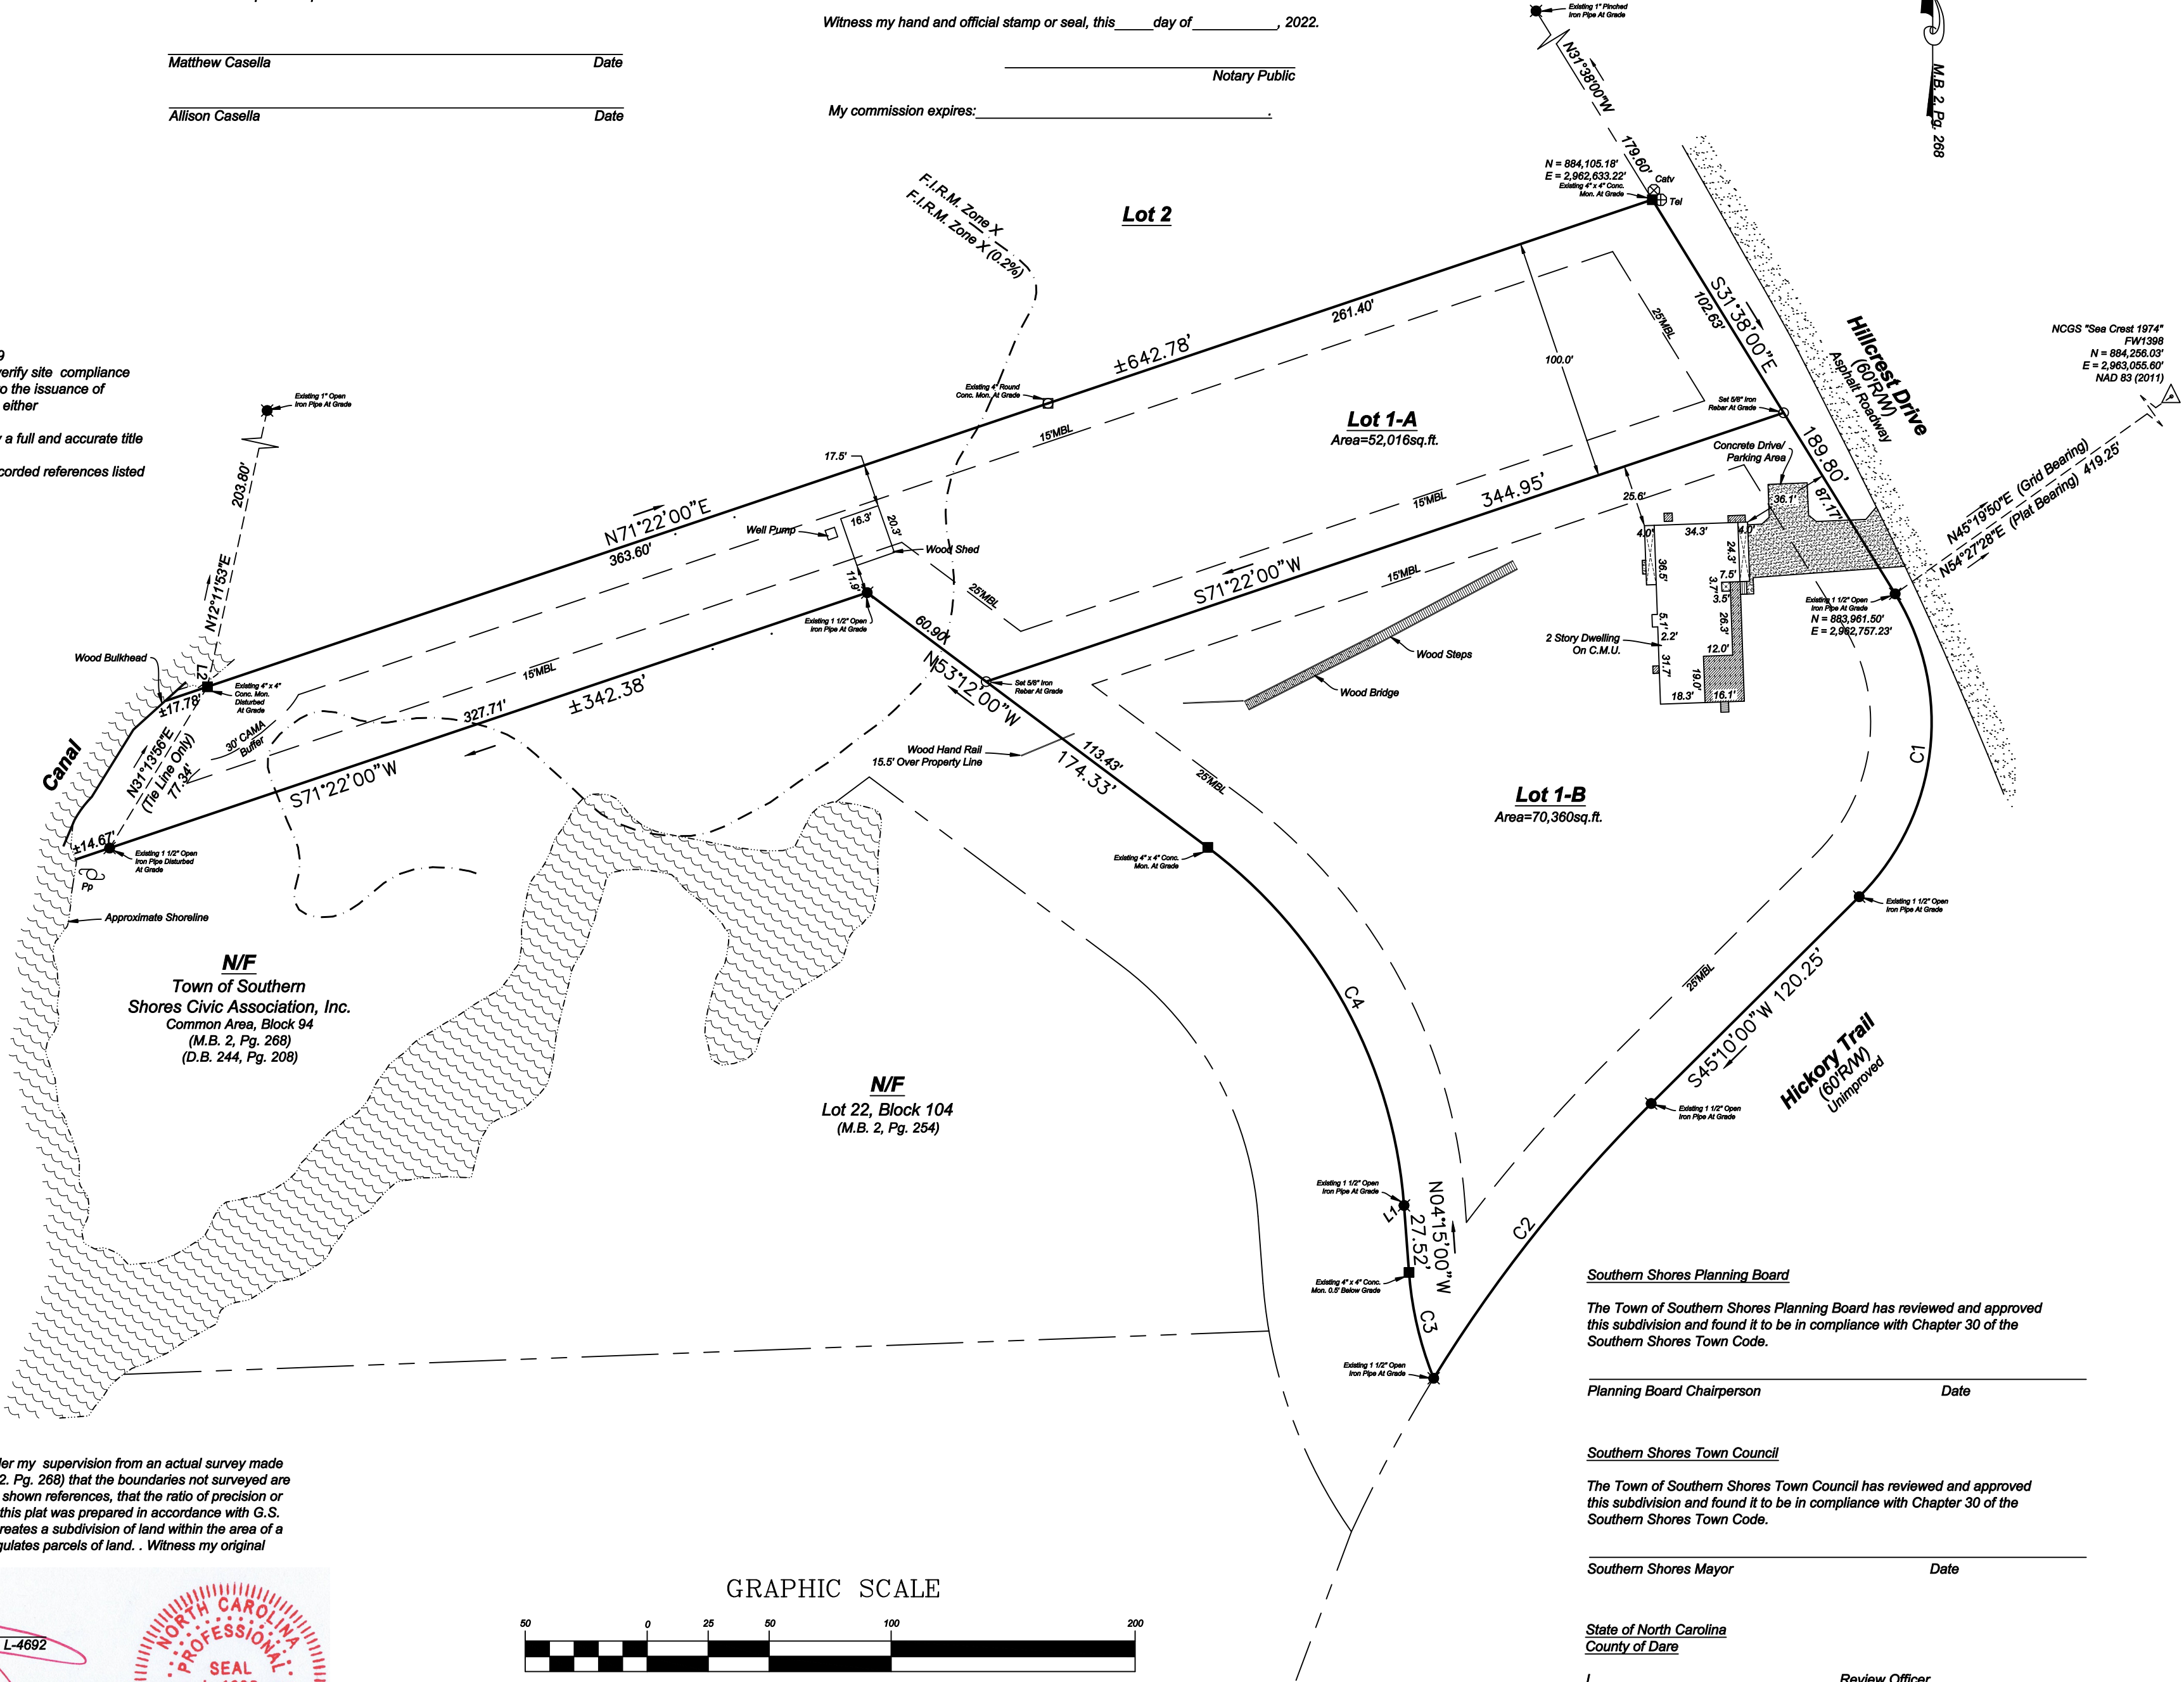 Witness my hand and official stamp or seal, this_____day of___________, 2022.
Matthew Casella Date
Notary Public
Allison Casella Date
My commission expires:
Existing 1" Pinched
Iron Pipe At Grade
N31°38'00"W
179.60'
M.B. 2, Pg. 268
N = 884,105.18'
E = 2,962,633.22'
Existing 4" x 4" Conc.
Mon. At Grade
Catv
Tel
F.I.R.M. Zone X
F.I.R.M. Zone X (0.2%)
Lot 2
verify site compliance
to the issuance of
either
a full and accurate title
corded references listed
Existing 1" Open
Iron Pipe At Grade
203.80'
N12°11'53"E
±642.78'
261.40'
Existing 4" Round
Conc. Mon. At Grade
15'MBL
Lot 1-A
Area=52,016sq.ft.
100.0'
25'MBL
S31°38'00"E
102.63'
Set 5/8" Iron
Rebar At Grade
Hillcrest Drive
(60'R/W)
Asphalt Roadway
NCGS "Sea Crest 1974"
FW1398
N = 884,256.03'
E = 2,963,055.60'
NAD 83 (2011)
189.80'
87.17'
N45°19'50"E (Grid Bearing)
N54°27'28"E (Plat Bearing) 419.25'
Concrete Drive/
Parking Area
17.5'
N71°22'00"E
363.60'
16.3'
20.3'
Well Pump
Wood Shed
11.9'
25'MBL
15'MBL
344.95'
S71°22'00"W
15'MBL
25.6'
36.1'
4.0'
34.3'
4.0'
24.3'
36.5'
7.5'
3.7'
3.5'
5.1'
2.2'
26.3'
12.0'
31.7'
19.0'
18.3'
16.1'
2 Story Dwelling
On C.M.U.
Existing 1 1/2" Open
Iron Pipe At Grade
N = 883,961.50'
E = 2,962,757.23'
Existing 1 1/2" Open
Iron Pipe At Grade
60.90'
N53°12'00"W
Set 5/8" Iron
Rebar At Grade
Wood Steps
Wood Bridge
Wood Bulkhead
L2
±17.78'
Existing 4" x 4"
Conc. Mon.
Disturbed
At Grade
30' CAMA
Buffer
15'MBL
327.71'
±342.38'
S71°22'00"W
N31°13'56"E
(Tie Line Only)
77.34'
Canal
±14.67'
Existing 1 1/2" Open
Iron Pipe Disturbed
At Grade
Pp
Approximate Shoreline
Wood Hand Rail
15.5' Over Property Line
113.43'
174.33'
25'MBL
Lot 1-B
Area=70,360sq.ft.
C1
Existing 4" x 4" Conc.
Mon. At Grade
Existing 1 1/2" Open
Iron Pipe At Grade
N/F
Town of Southern
Shores Civic Association, Inc.
Common Area, Block 94
(M.B. 2, Pg. 268)
(D.B. 244, Pg. 208)
C4
25'MBL
S45°10'00"W 120.25'
Hickory Trail
(60'R/W)
Unimproved
N/F
Lot 22, Block 104
(M.B. 2, Pg. 254)
Existing 1 1/2" Open
Iron Pipe At Grade
Existing 1 1/2" Open
Iron Pipe At Grade
L1
N04°15'00"W
27.52'
C2
Existing 4" x 4" Conc.
Mon. 0.5' Below Grade
C3
Existing 1 1/2" Open
Iron Pipe At Grade
Southern Shores Planning Board
The Town of Southern Shores Planning Board has reviewed and approved
this subdivision and found it to be in compliance with Chapter 30 of the
Southern Shores Town Code.
Planning Board Chairperson Date
Southern Shores Town Council
The Town of Southern Shores Town Council has reviewed and approved
this subdivision and found it to be in compliance with Chapter 30 of the
Southern Shores Town Code.
Southern Shores Mayor Date
State of North Carolina
County of Dare
Review Officer
er my supervision from an actual survey made
2. Pg. 268) that the boundaries not surveyed are
shown references, that the ratio of precision or
this plat was prepared in accordance with G.S.
reates a subdivision of land within the area of a
gulates parcels of land. . Witness my original
L-4692
NORTH CAROLINA
PROFESSIONAL
SEAL
GRAPHIC SCALE
50 0 25 50 100 200